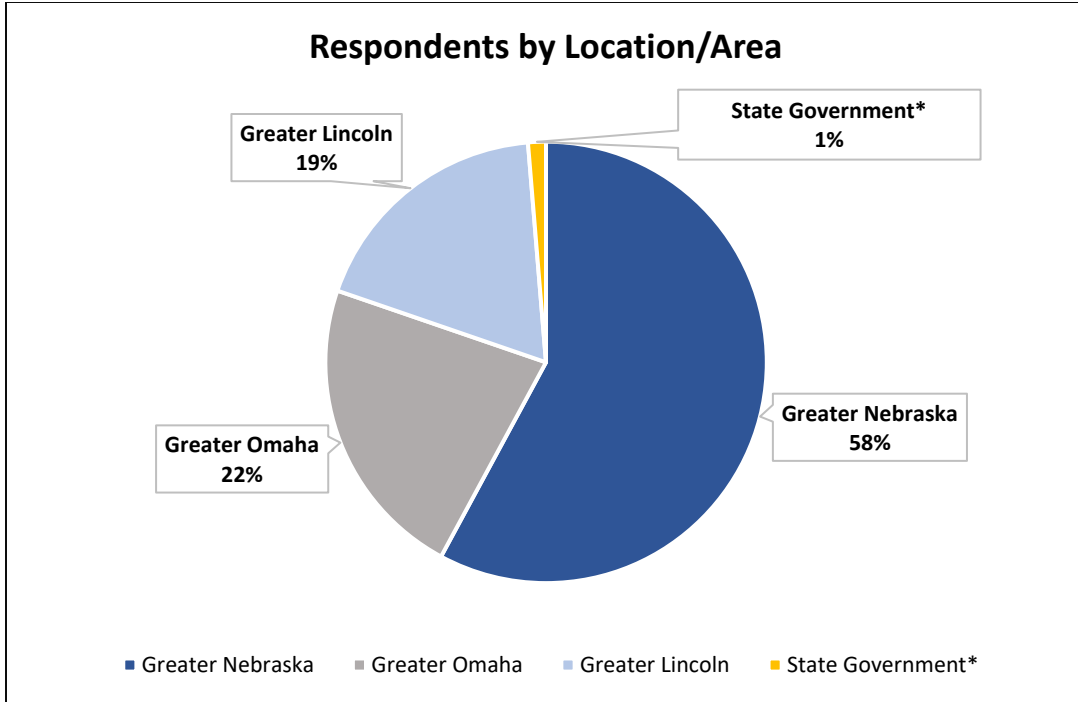 Respondents by Location/Area
State Government*
1%
Greater Lincoln
19%
Greater Nebraska
58%
Greater Omaha
22%
Greater Nebraska
Greater Omaha
Greater Lincoln
State Government*